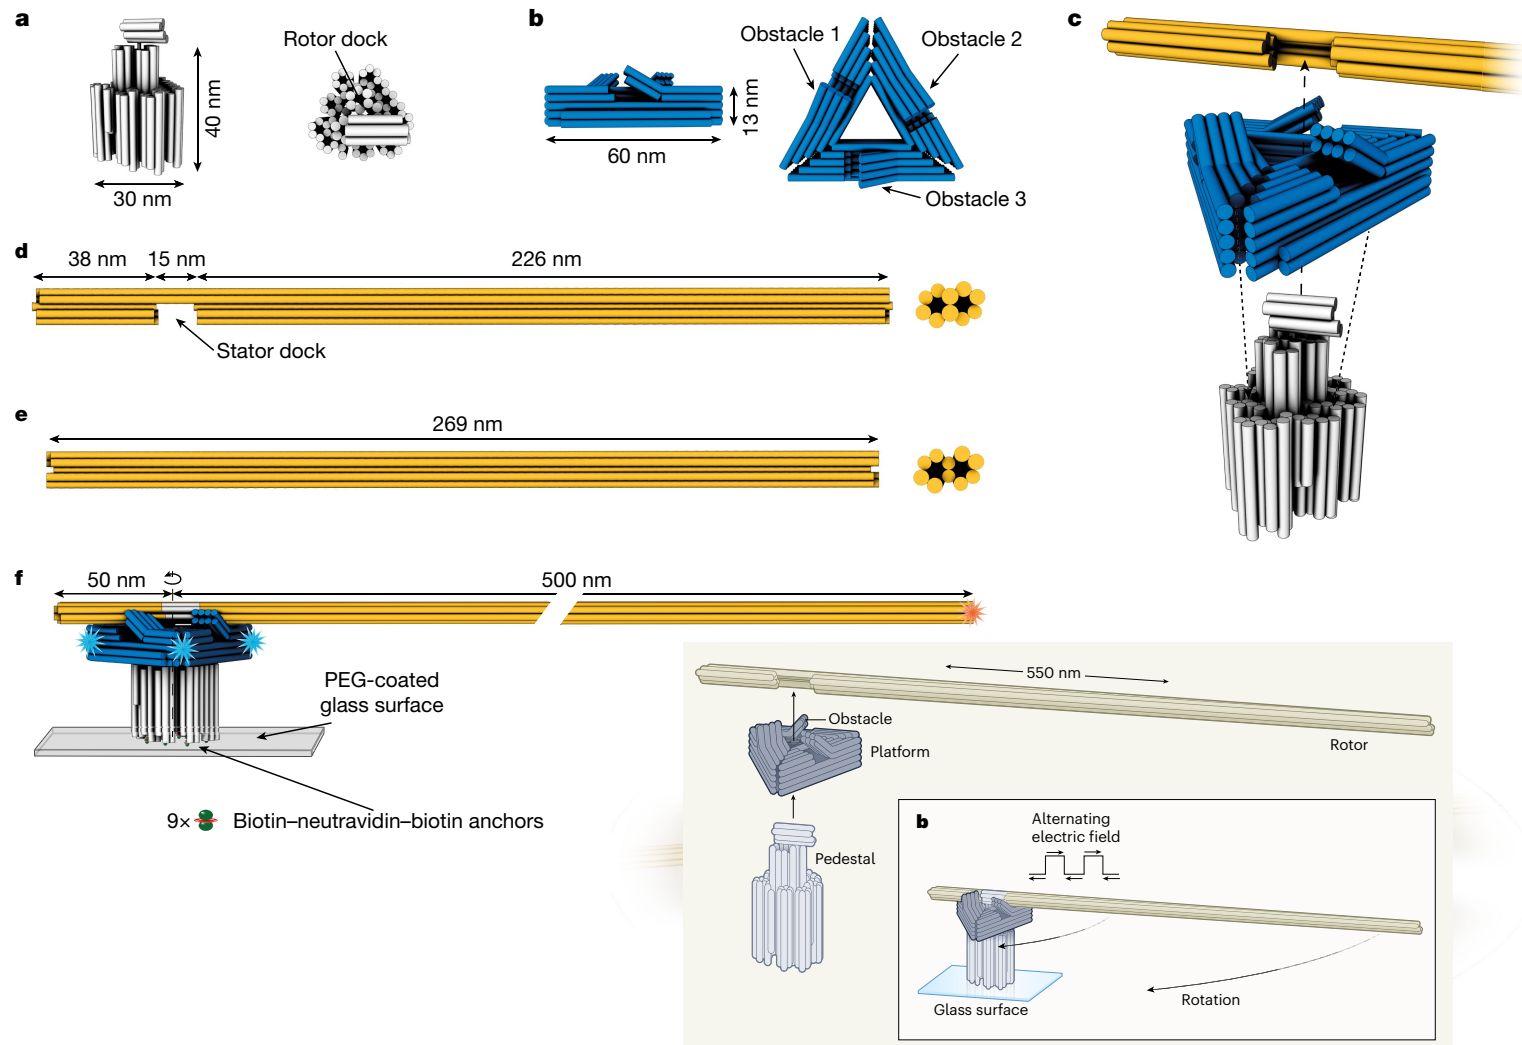 a
Rotor dock
40 nm
30 nm
b
Obstacle 1
Obstacle 2
13 nm
60 nm
Obstacle 3
c
d
38 nm
15 nm
226 nm
Stator dock
e
269 nm
f
50 nm
500 nm
PEG-coated
glass surface
9×
Biotin–neutravidin–biotin anchors
550 nm
Obstacle
Platform
Rotor
Pedestal
b
Alternating
electric field
Rotation
Glass surface